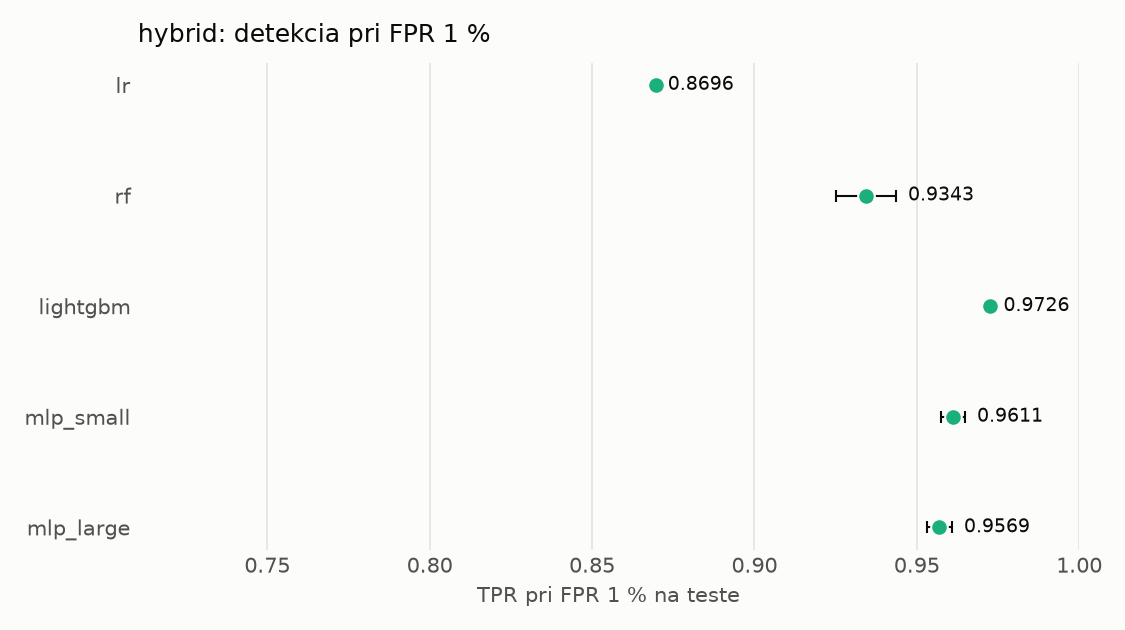 hybrid: detekcia pri FPR 1 %
lr
0.8696
rf
0.9343
lightgbm
0.9726
mlp_small
0.9611
mlp_large
0.9569
0.75 0.80 0.85 0.90 0.95 1.00
TPR pri FPR 1 % na teste